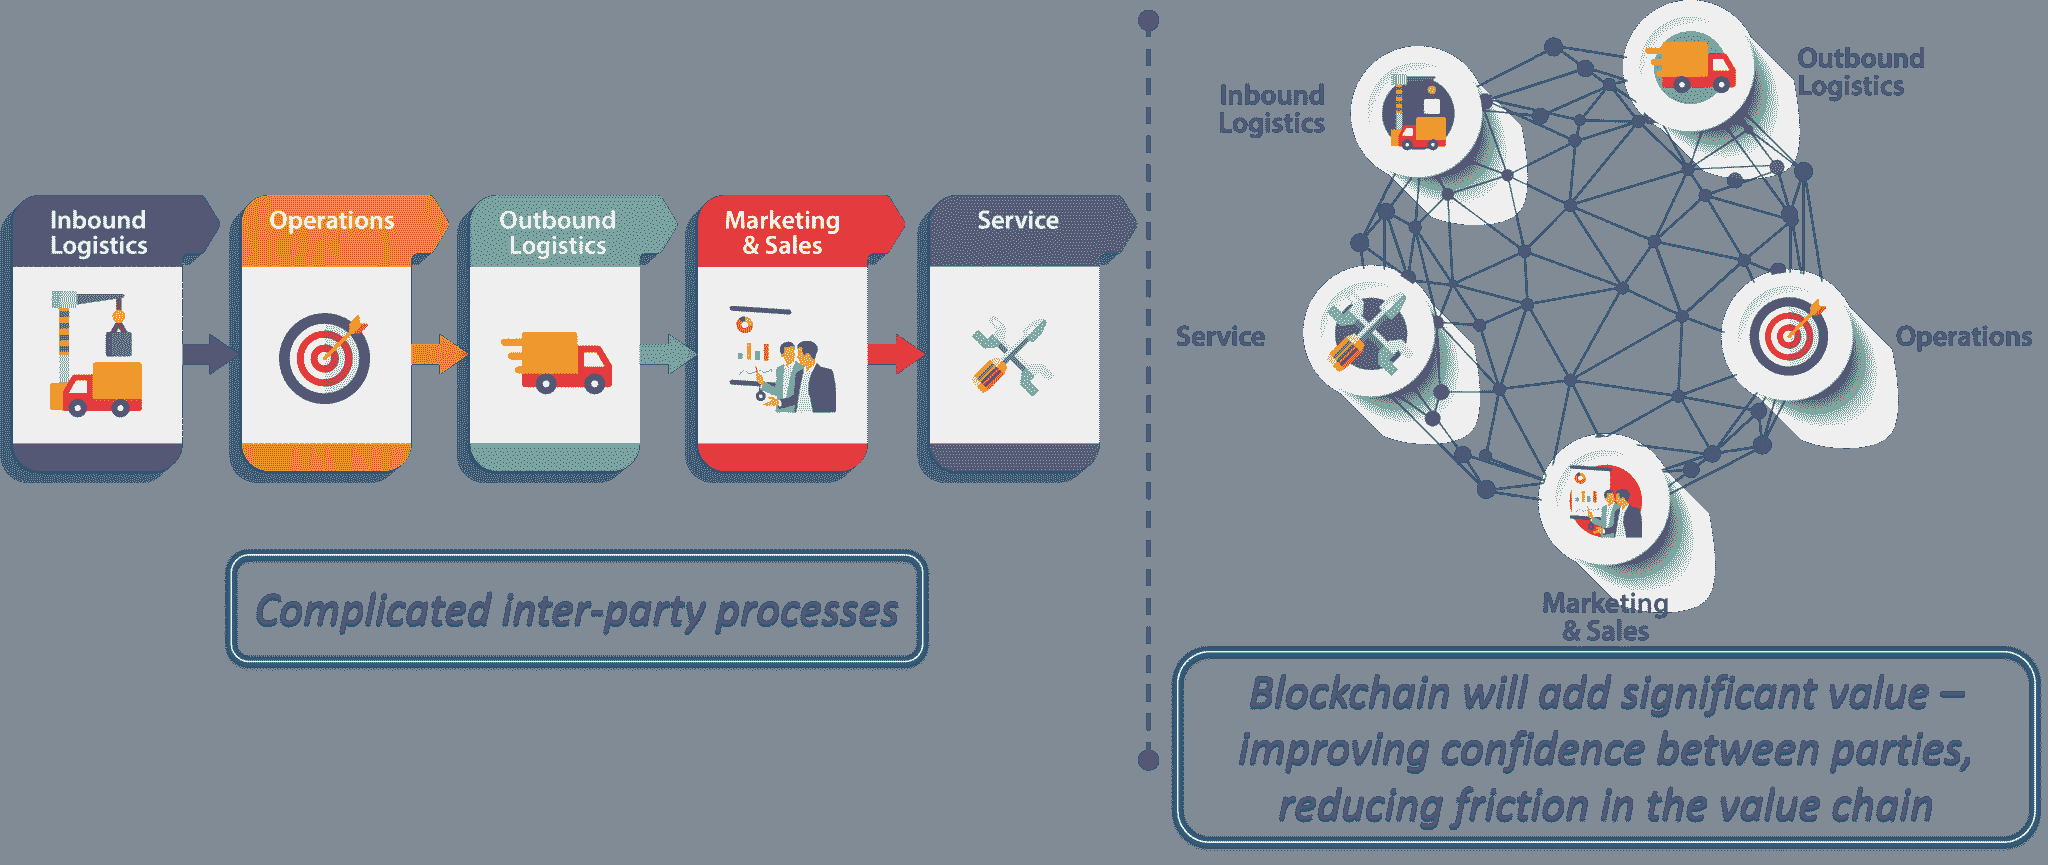 Inbound
Logistics
Operations
Outbound
Logistics
Marketing
& Sales
Service
Complicated inter-party processes
Inbound
Logistics
Outbound
Logistics
Service
Operations
Marketing
& Sales
Blockchain will add significant value –
improving confidence between parties,
reducing friction in the value chain